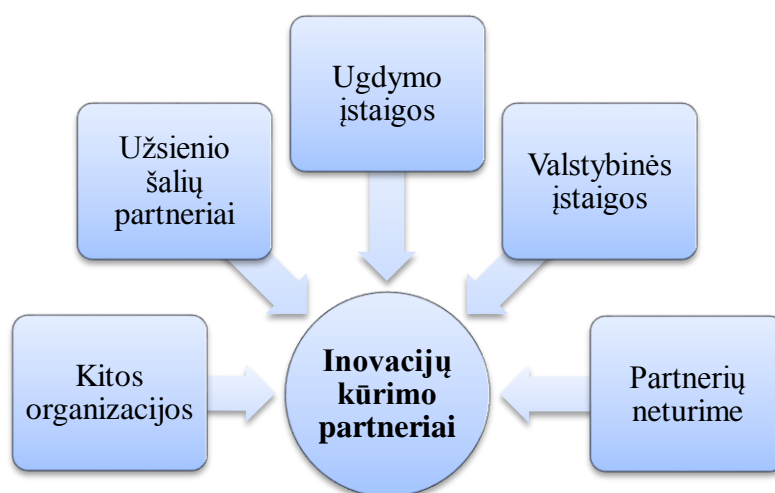 Ugdymo
įstaigos
Užsienio
šalių
partneriai
Valstybinės
įstaigos
Kitos
organizacijos
Inovacijų
kūrimo
partneriai
Partnerių
neturime